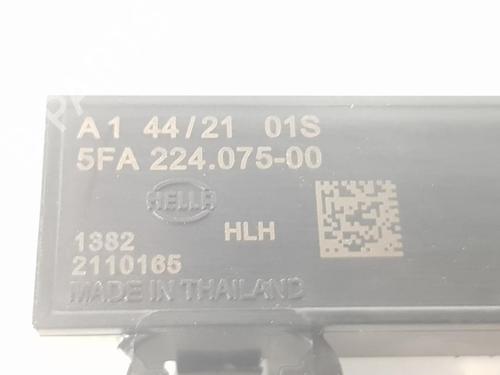 A1 44/21 01S
5FA 224.075-00
HELLA
HLH
1382
2110165
MADE IN THAILAND